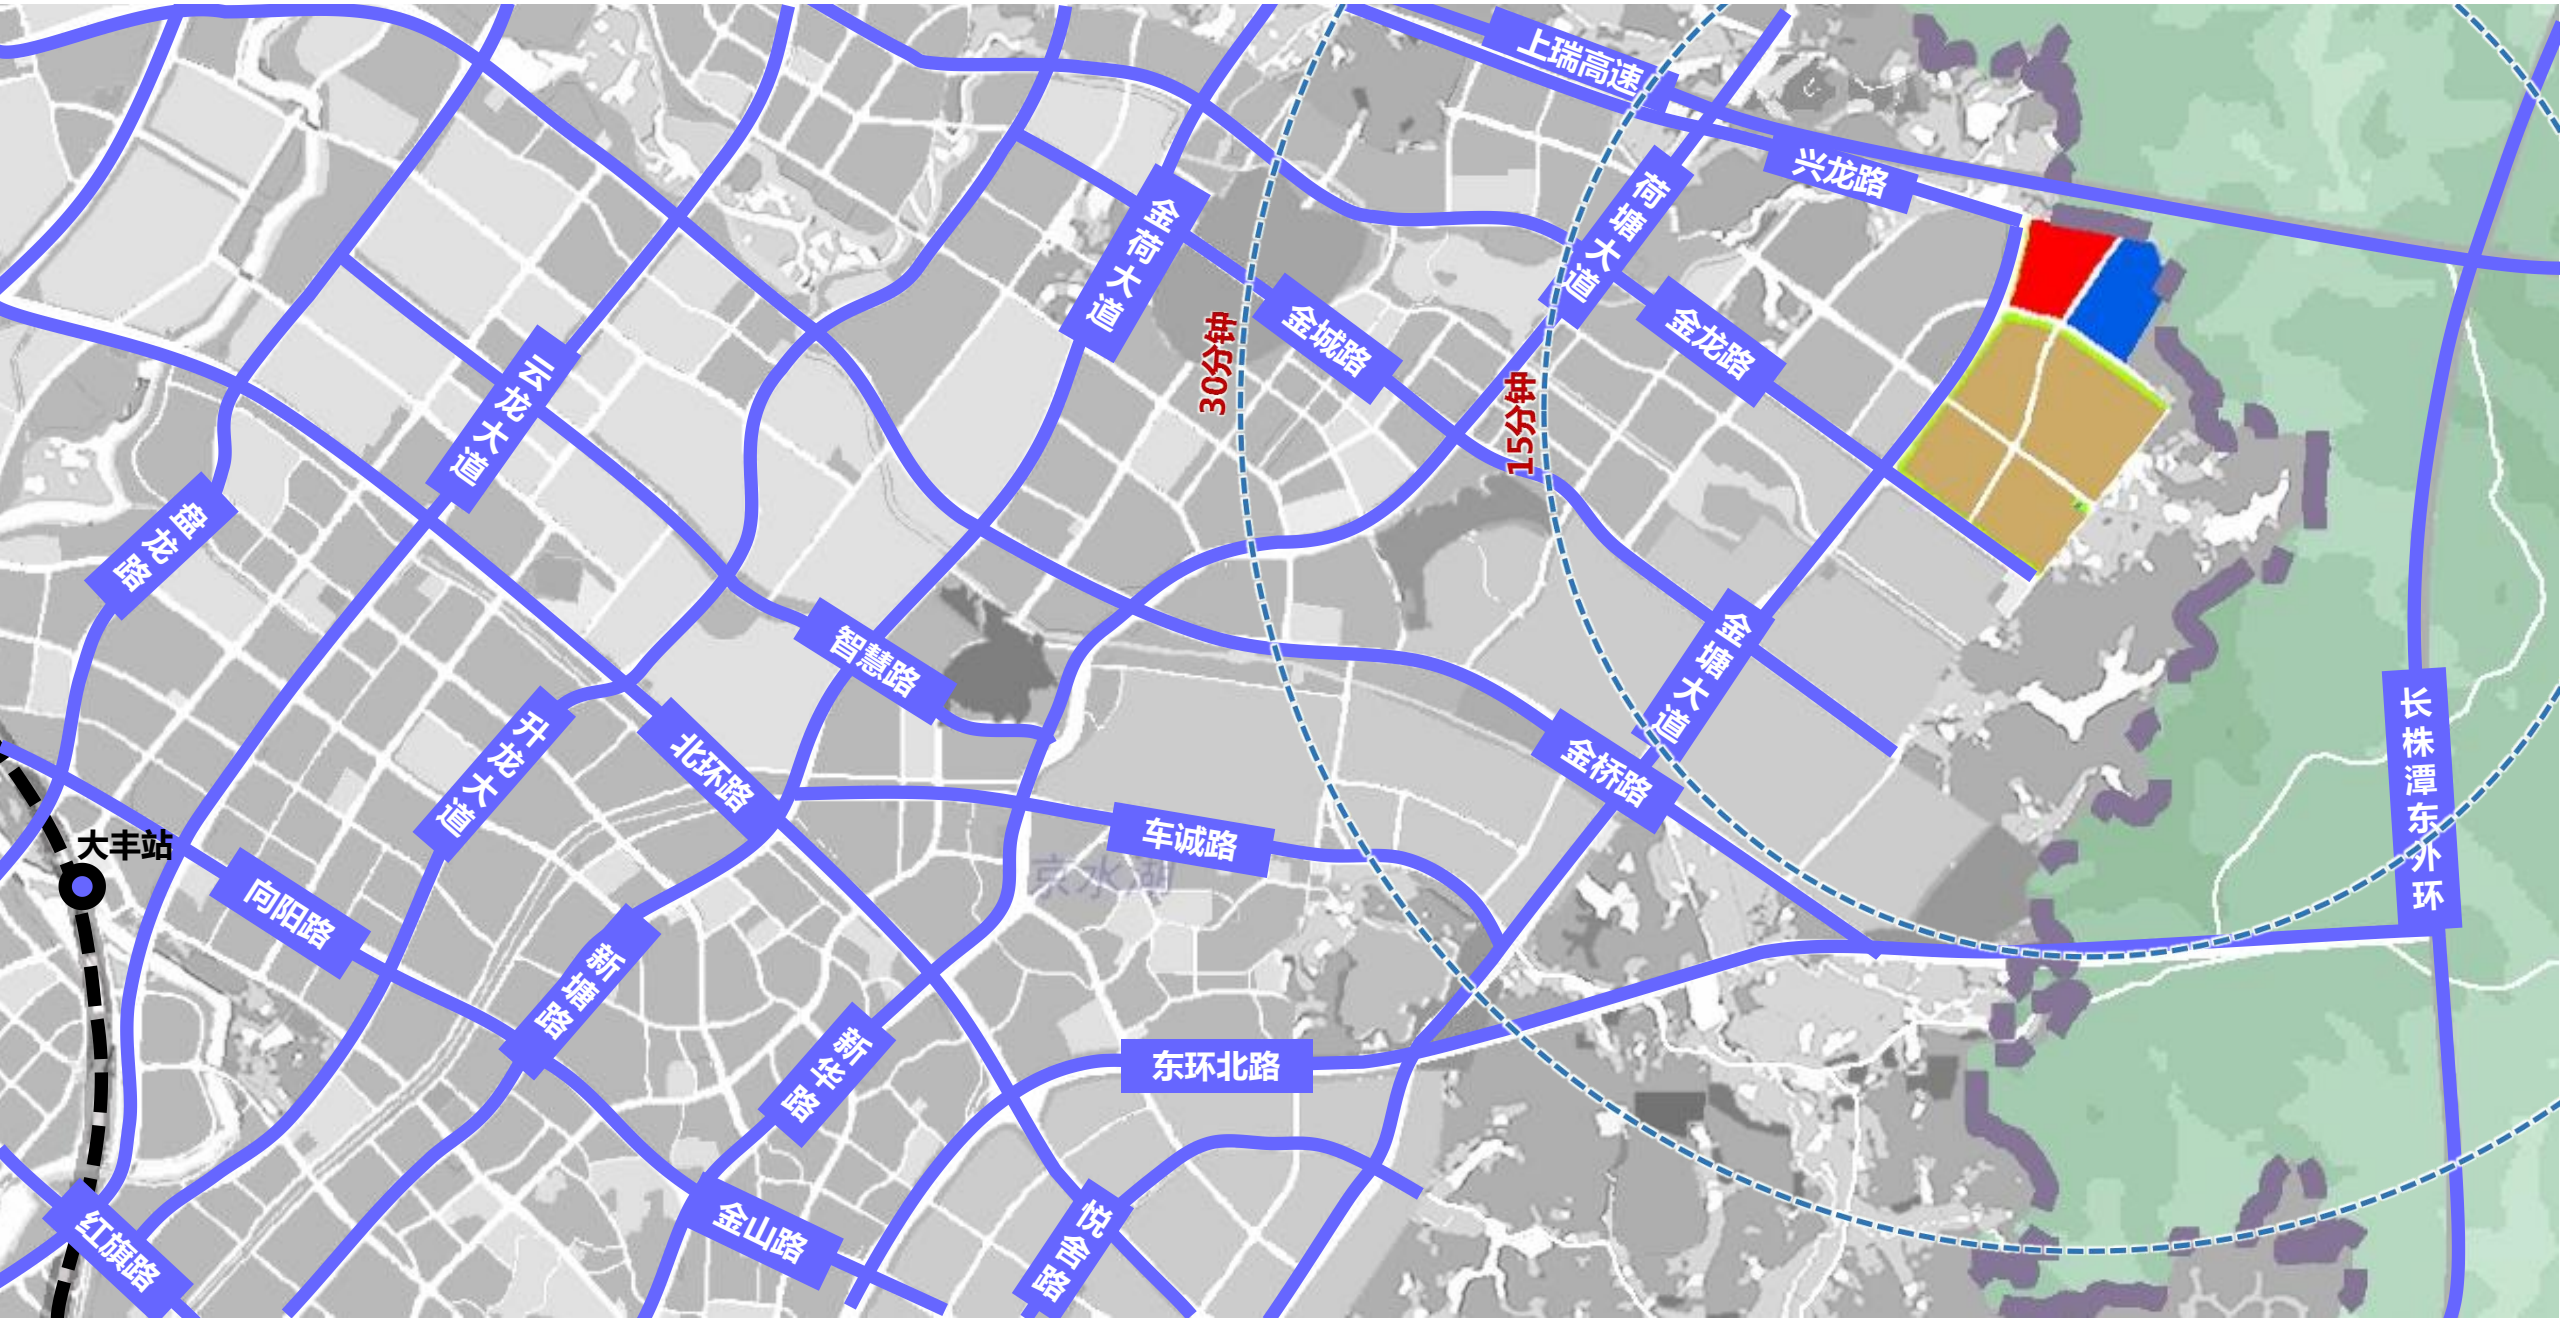 上瑞高速
兴龙路
荷塘大道
金荷大道
金城路
金龙路
30分钟
15分钟
云龙大道
盘龙路
智慧路
金塘大道
长株潭东外环
升龙大道
北环路
金桥路
大丰站
车诚路
京水湖
向阳路
新塘路
新华路
东环北路
红旗路
金山路
悦舍路